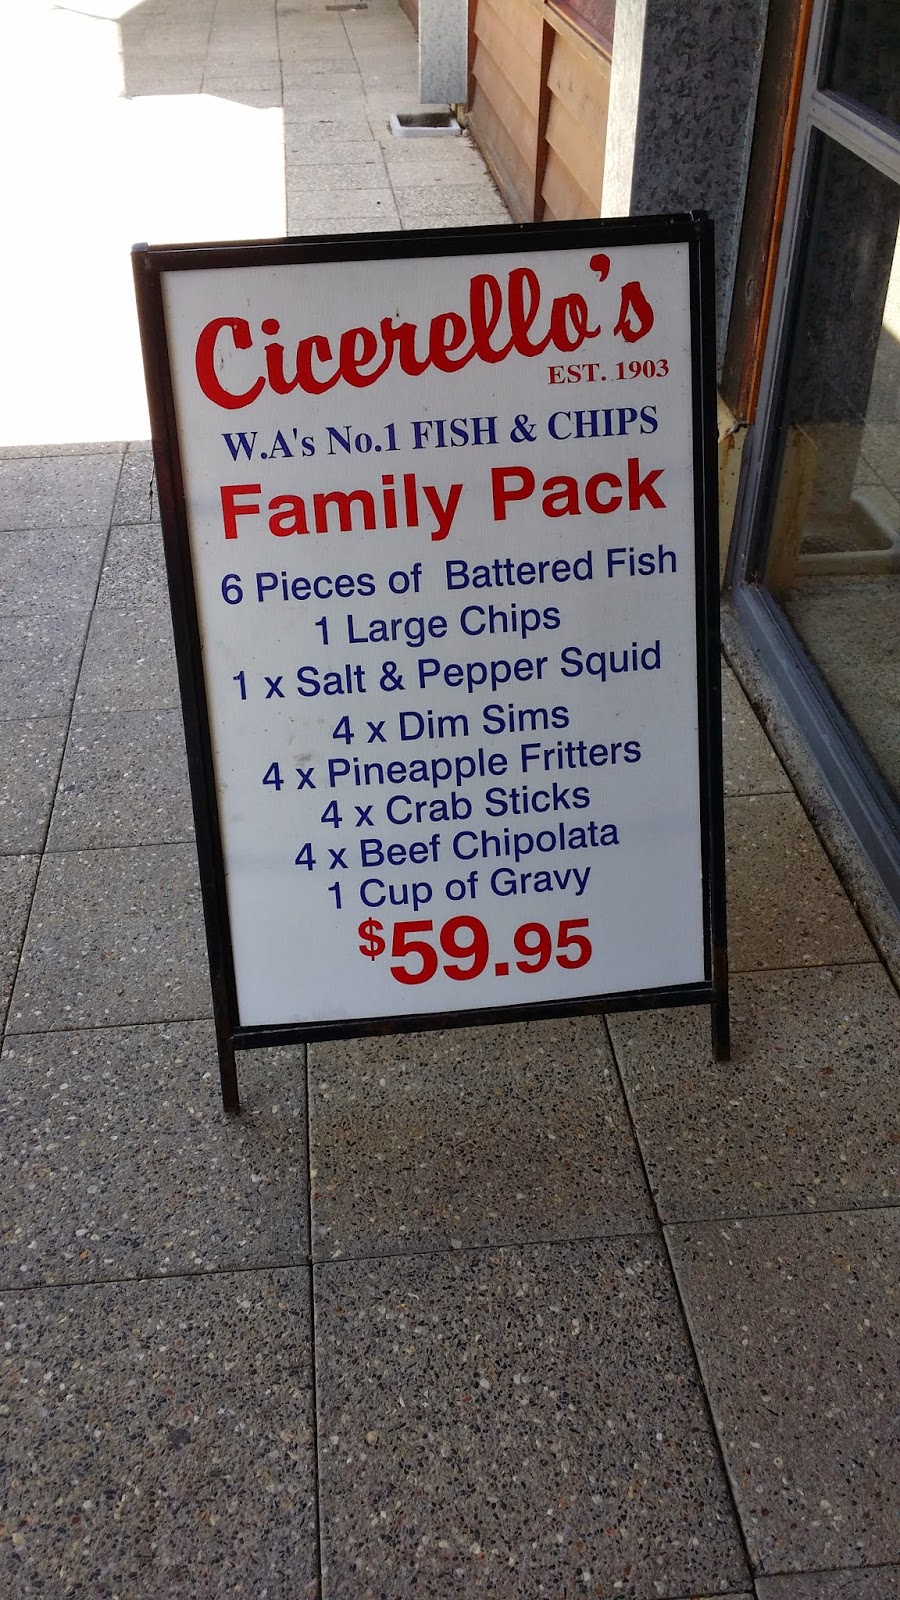 Cicerello's
EST. 1903
W.A's No.1 FISH & CHIPS
Family Pack
6 Pieces of Battered Fish
1 Large Chips
1 x Salt & Pepper Squid
4 x Dim Sims
4 x Pineapple Fritters
4 x Crab Sticks
4 x Beef Chipolata
1 Cup of Gravy
$59.95